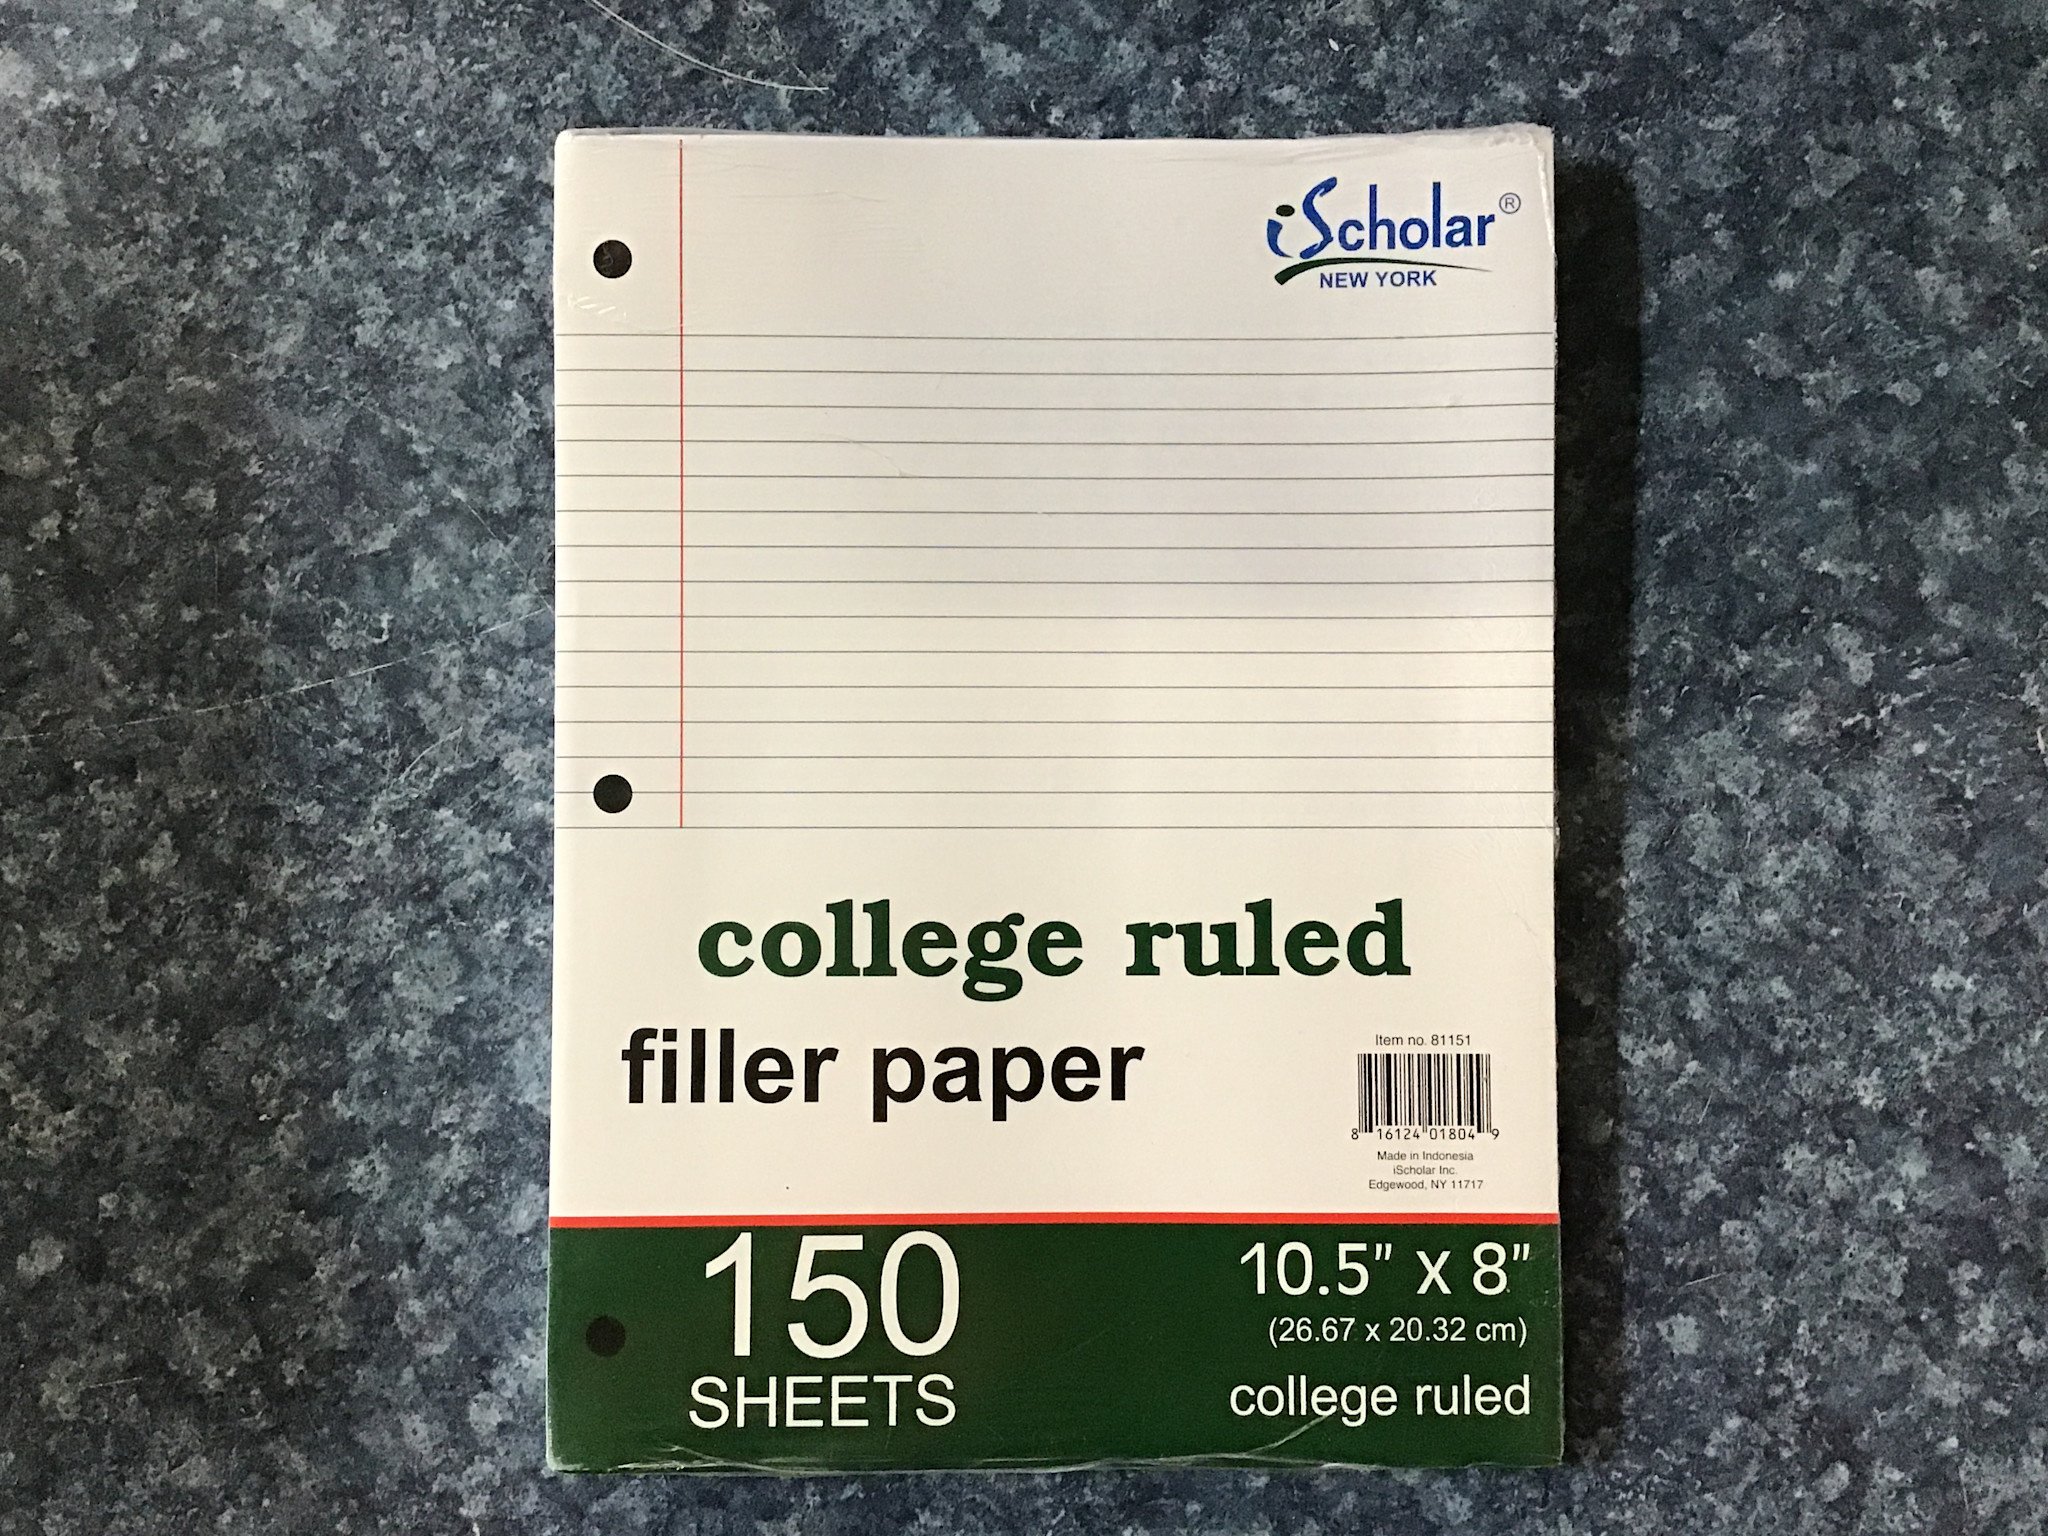 iScholar®
NEW YORK
college ruled
filler paper
Item no. 81151
8 16124 01804 9
Made in Indonesia
iScholar Inc.
Edgewood, NY 11717
150
SHEETS
10.5" x 8"
(26.67 x 20.32 cm)
college ruled